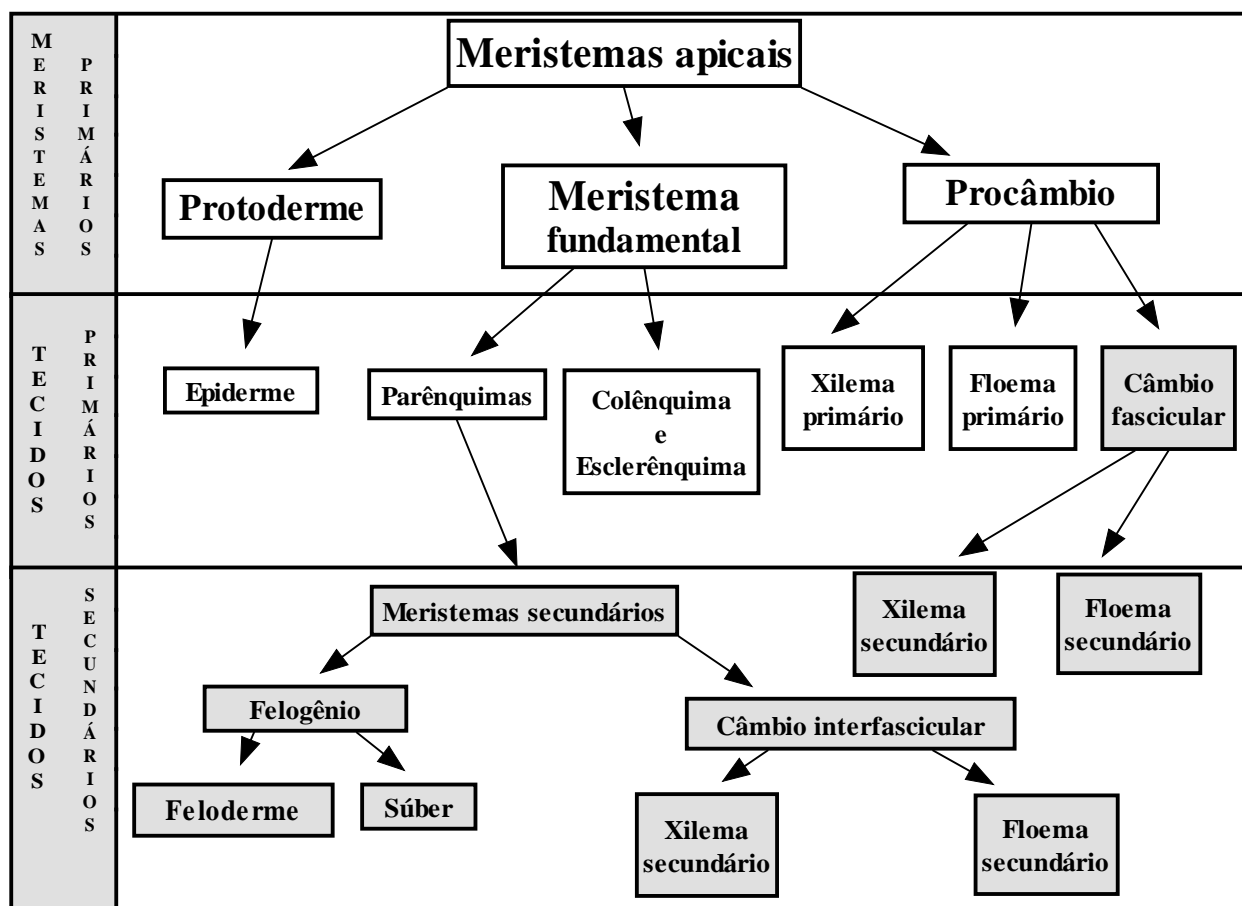 MERISTEMAS
PRIMÁRIOS
Meristemas apicais
Protoderme
Meristema
fundamental
Procâmbio
TECIDOS
PRIMÁRIOS
Epiderme
Parênquimas
Colênquima
e
Esclerênquima
Xilema
primário
Floema
primário
Câmbio
fascicular
TECIDOS
SECUNDÁRIOS
Meristemas secundários
Xilema
secundário
Floema
secundário
Felogênio
Câmbio interfascicular
Feloderme
Súber
Xilema
secundário
Floema
secundário